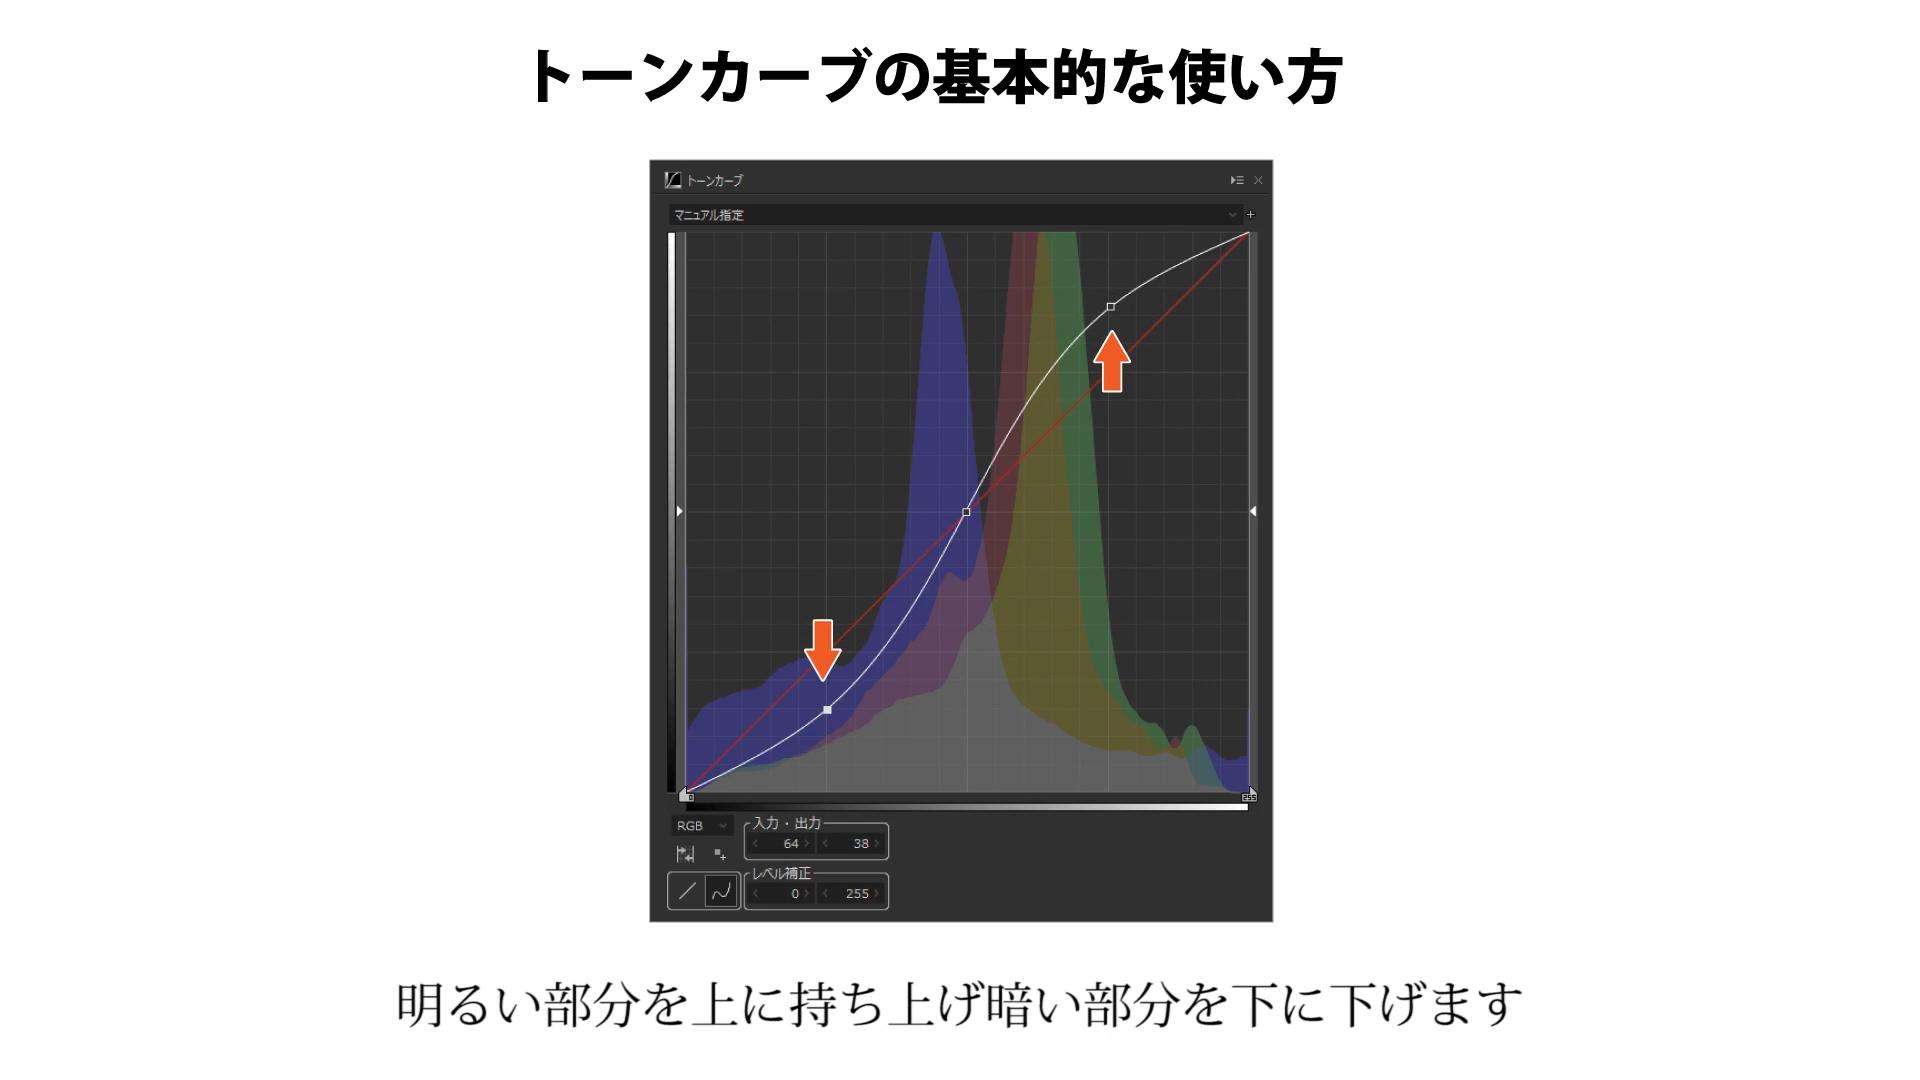 トーンカーブの基本的な使い方
トーンカーブ
マニュアル指定
0
255
RGB
入力・出力
64 38
レベル補正
0 255
明るい部分を上に持ち上げ暗い部分を下に下げます